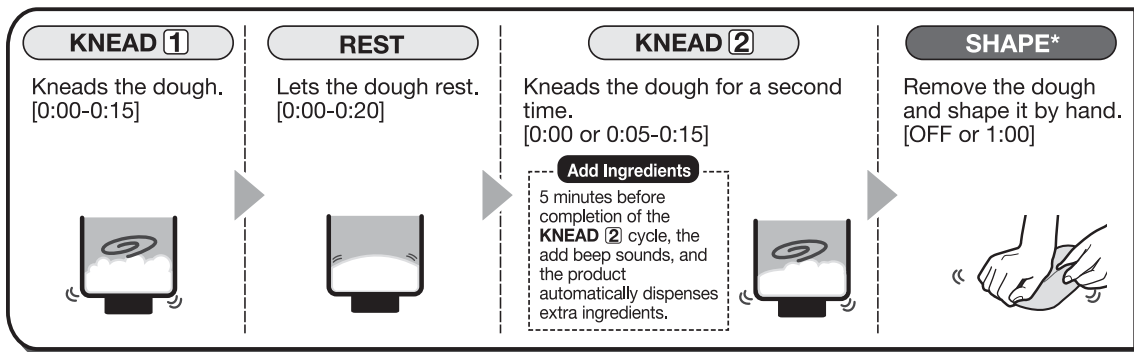 KNEAD 1
Kneads the dough.
[0:00-0:15]
REST
Lets the dough rest.
[0:00-0:20]
KNEAD 2
Kneads the dough for a second
time.
[0:00 or 0:05-0:15]
Add Ingredients
5 minutes before
completion of the
KNEAD 2 cycle, the
add beep sounds, and
the product
automatically dispenses
extra ingredients.
SHAPE*
Remove the dough
and shape it by hand.
[OFF or 1:00]